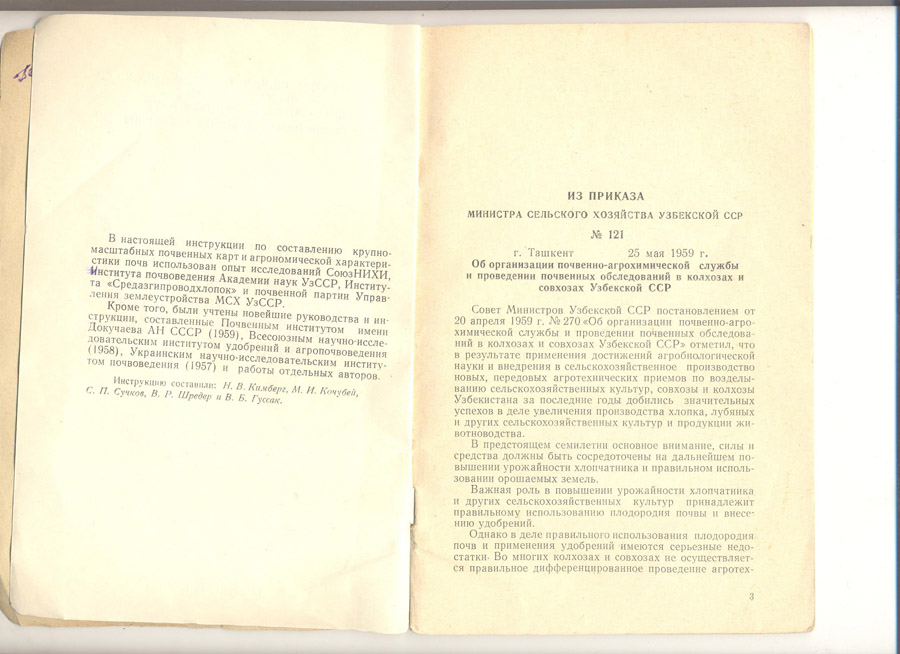 В настоящей инструкции по составлению крупно-
масштабных почвенных карт и агрономической характери-
стики почв использован опыт исследований СоюзНИХИ,
Института почвоведения Академии наук УзССР, Институ-
та «Средазгипроводхлопок» и почвенной партии Управ-
ления землеустройства МСХ УзССР.
Кроме того, были учтены новейшие руководства и ин-
струкции, составленные Почвенным институтом имени
Докучаева АН СССР (1959), Всесоюзным научно-иссле-
довательским институтом удобрений и агропочвоведения
(1958), Украинским научно-исследовательским институ-
том почвоведения (1957) и работы отдельных авторов.
Инструкцию составили: Н. В. Кимберг, М. И. Кочубей,
С. П. Сучков, В. Р. Шредер и В. Б. Гуссак.
ИЗ ПРИКАЗА
МИНИСТРА СЕЛЬСКОГО ХОЗЯЙСТВА УЗБЕКСКОЙ ССР
№ 121
г. Ташкент 25 мая 1959 г.
Об организации почвенно-агрохимической службы
и проведении почвенных обследований в колхозах и
совхозах Узбекской ССР
Совет Министров Узбекской ССР постановлением от
20 апреля 1959 г. № 270 «Об организации почвенно-агро-
химической службы и проведении почвенных обследова-
ний в колхозах и совхозах Узбекской ССР» отметил, что
в результате применения достижений агробиологической
науки и внедрения в сельскохозяйственное производство
новых, передовых агротехнических приемов по возделы-
ванию сельскохозяйственных культур, совхозы и колхозы
Узбекистана за последние годы добились значительных
успехов в деле увеличения производства хлопка, лубяных
и других сельскохозяйственных культур и продукции жи-
вотноводства.
В предстоящем семилетии основное внимание, силы и
средства должны быть сосредоточены на дальнейшем по-
вышении урожайности хлопчатника и правильном исполь-
зовании орошаемых земель.
Важная роль в повышении урожайности хлопчатника
и других сельскохозяйственных культур принадлежит
правильному использованию плодородия почвы и внесе-
нию удобрений.
Однако в деле правильного использования плодородия
почв и применения удобрений имеются серьезные недо-
статки. Во многих колхозах и совхозах не осуществляет-
ся правильное дифференцированное проведение агротех-
3